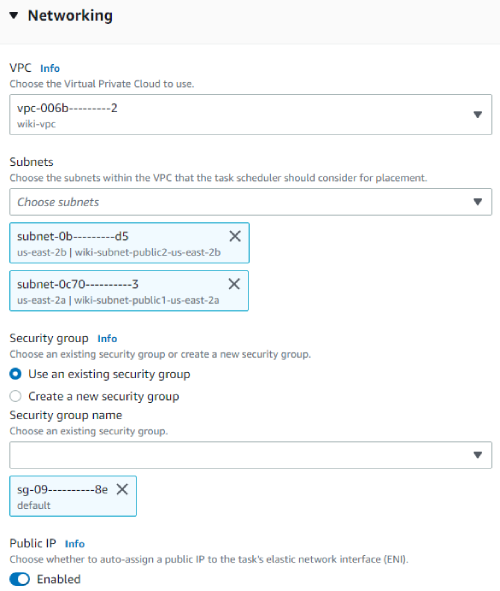 Networking
VPC Info
Choose the Virtual Private Cloud to use.
vpc-006b---------2
wiki-vpc
Subnets
Choose the subnets within the VPC that the task scheduler should consider for placement.
Choose subnets
subnet-0b---------d5
us-east-2b | wiki-subnet-public2-us-east-2b
subnet-0c70----------3
us-east-2a | wiki-subnet-public1-us-east-2a
Security group Info
Choose an existing security group or create a new security group.
Use an existing security group
Create a new security group
Security group name
Choose an existing security group.
sg-09----------8e
default
Public IP Info
Choose whether to auto-assign a public IP to the task's elastic network interface (ENI).
Enabled